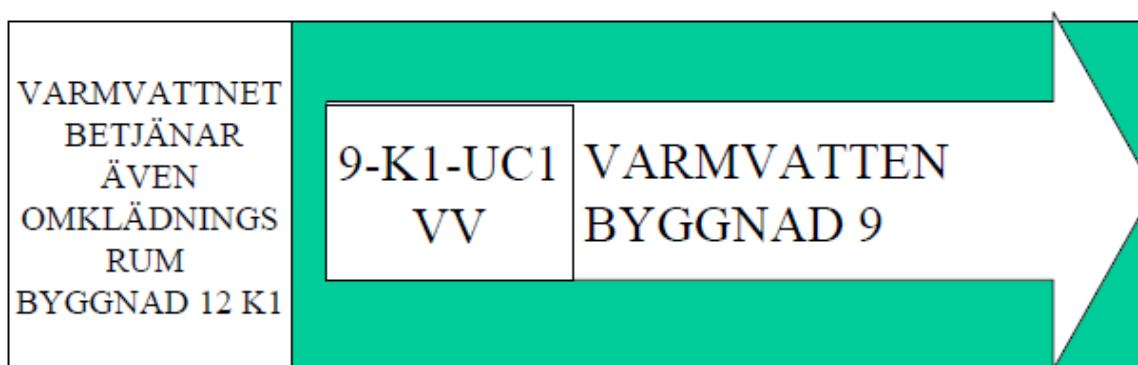 VARMVATTNET
BETJÄNAR
ÄVEN
OMKLÄDNINGS
RUM
BYGGNAD 12 K1
9-K1-UC1
VV
VARMVATTEN
BYGGNAD 9